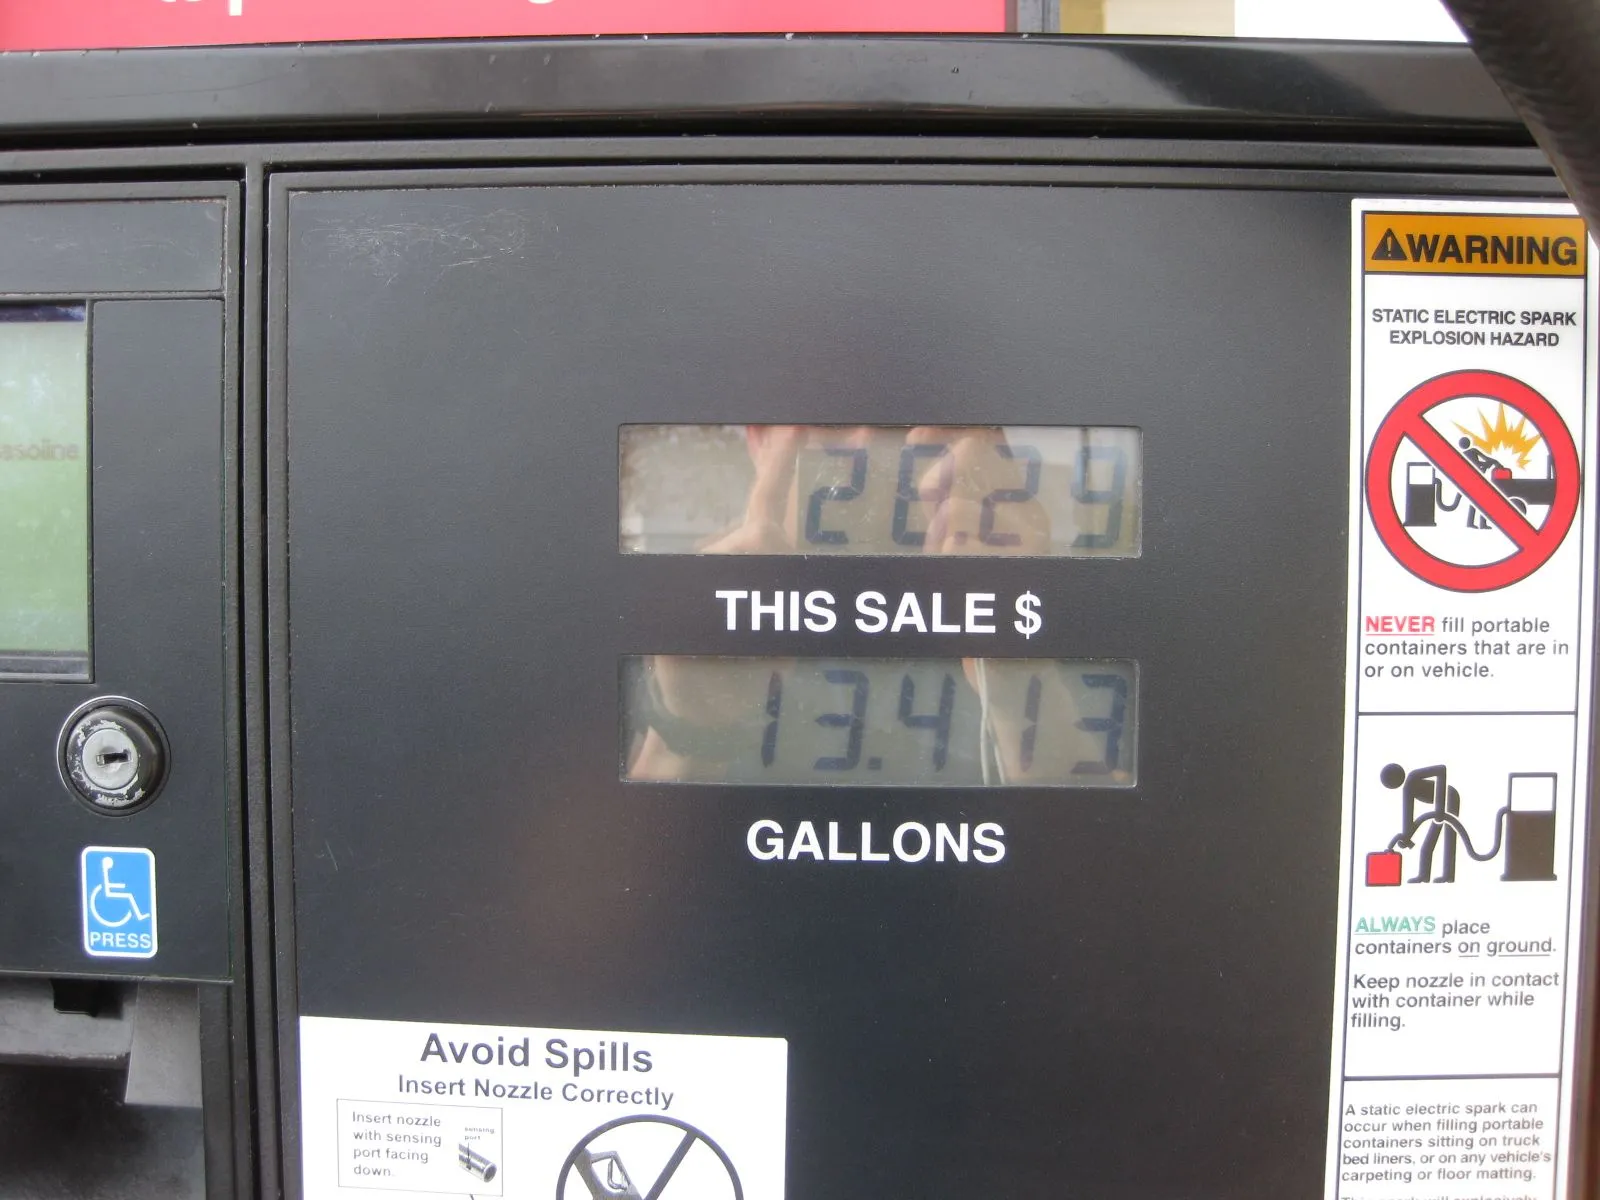 WARNING
STATIC ELECTRIC SPARK
EXPLOSION HAZARD
NEVER fill portable
containers that are in
or on vehicle.
ALWAYS place
containers on ground.
Keep nozzle in contact
with container while
filling.
A static electric spark can
occur when filling portable
containers sitting on truck
bed liners, or on any vehicle's
carpeting or floor matting.
asoline
THIS SALE $
13.413
GALLONS
PRESS
Avoid Spills
Insert Nozzle Correctly
Insert nozzle
with sensing
port facing
down.
sensing
port